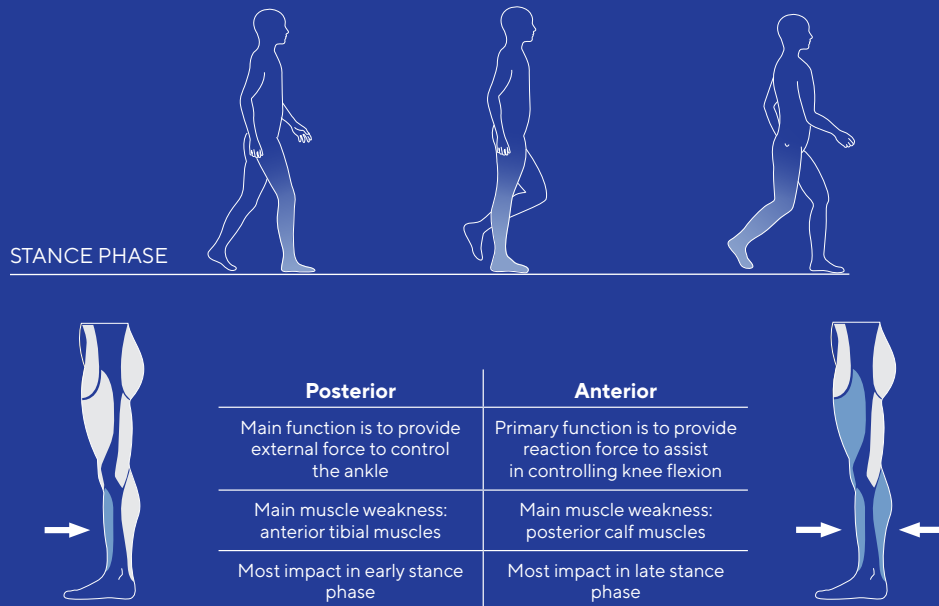 STANCE PHASE
Posterior
Anterior
Main function is to provide
external force to control
the ankle
Primary function is to provide
reaction force to assist
in controlling knee flexion
Main muscle weakness:
anterior tibial muscles
Main muscle weakness:
posterior calf muscles
Most impact in early stance
phase
Most impact in late stance
phase